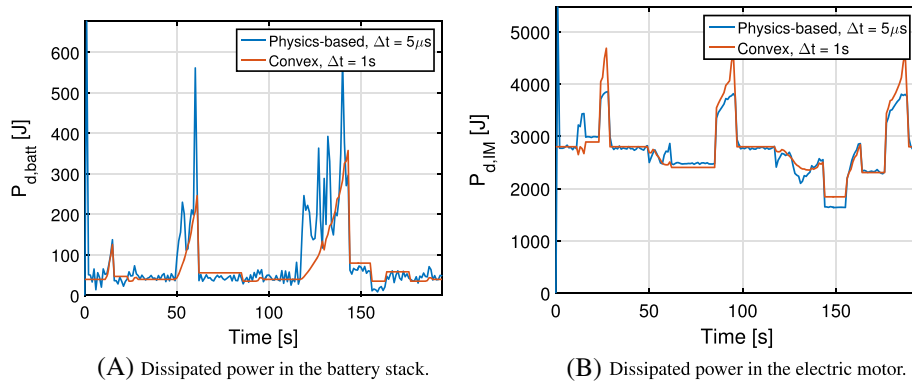 600
500
400
300
200
100
0
P_d,batt [J]
Physics-based, Δt = 5μs
Convex, Δt = 1s
0
50
100
150
Time [s]
(A) Dissipated power in the battery stack.
5000
4000
3000
2000
1000
0
P_d,IM [J]
Physics-based, Δt = 5μs
Convex, Δt = 1s
0
50
100
150
Time [s]
(B) Dissipated power in the electric motor.